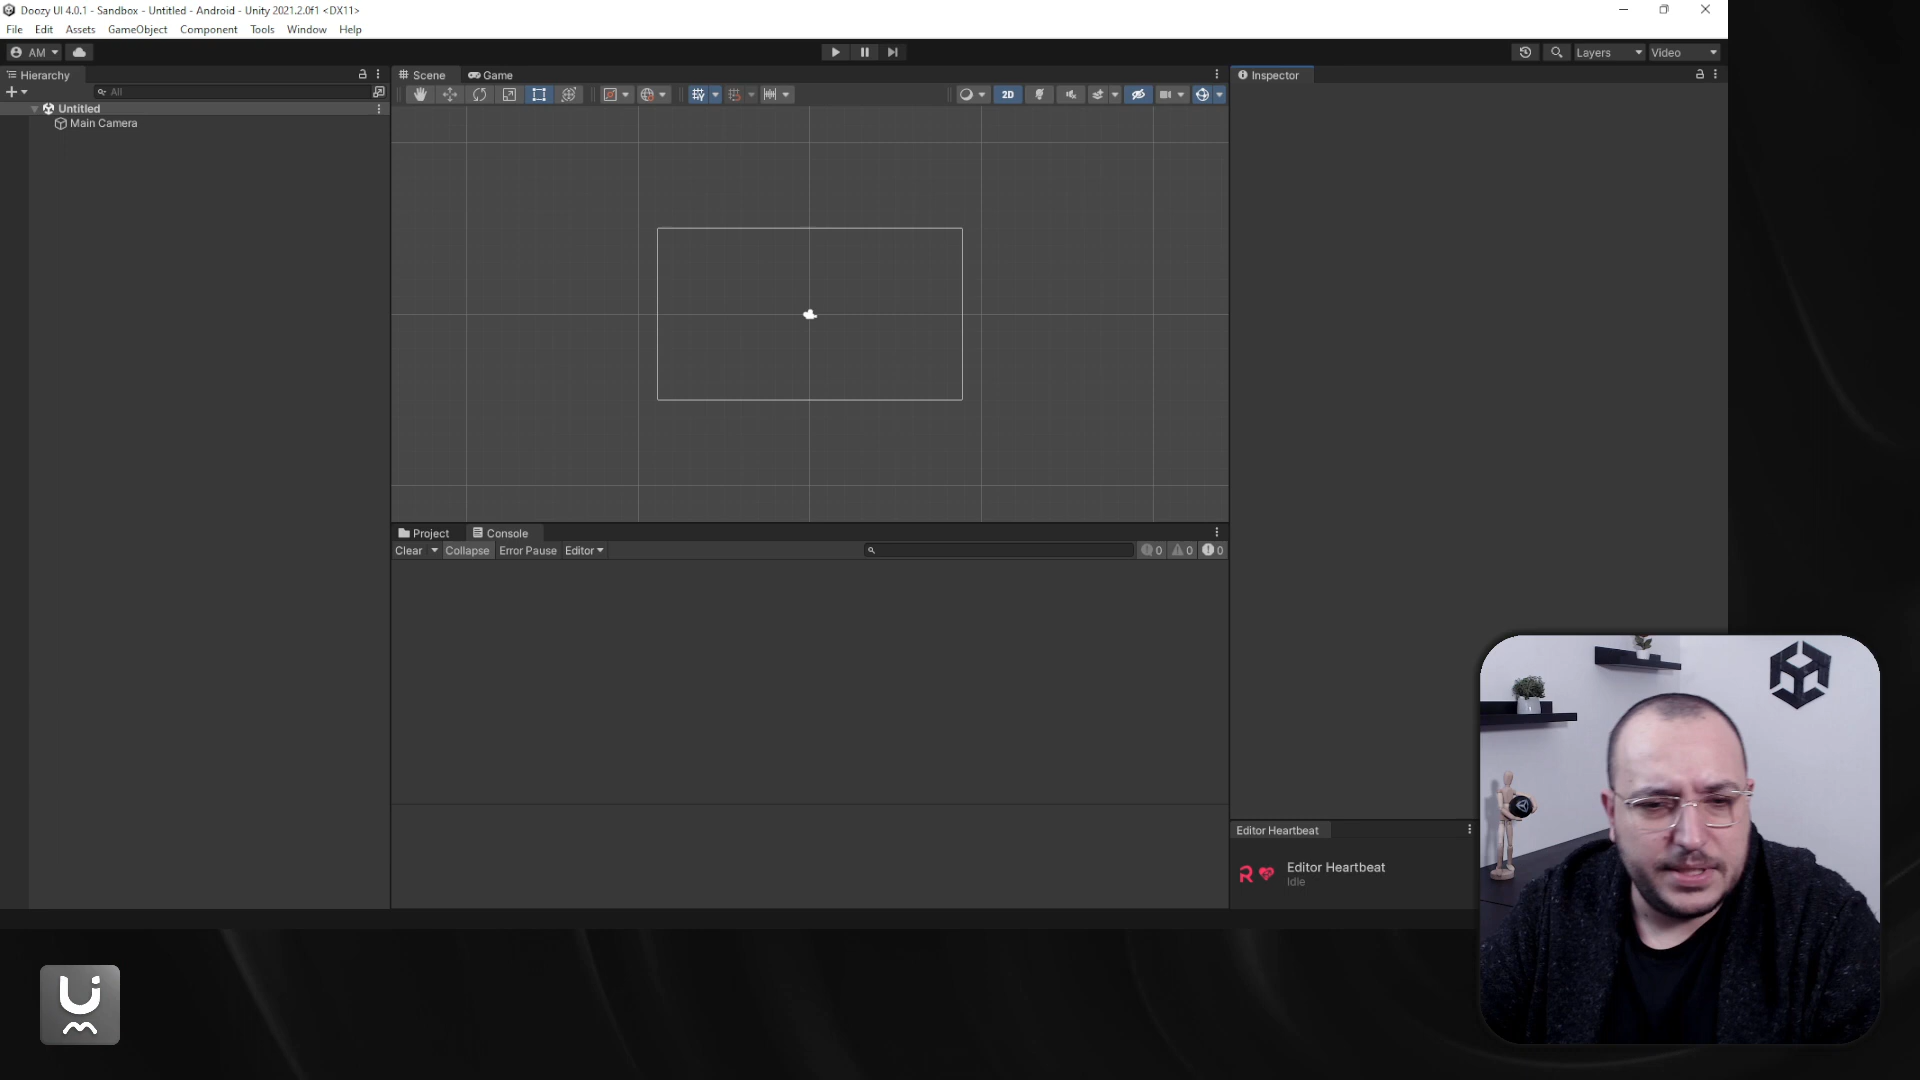 Doozy UI 4.0.1 - Sandbox - Untitled - Android - Unity 2021.2.0f1 <DX11>
File Edit Assets GameObject Component Tools Window Help
AM Layers Video
Hierarchy Scene Game Inspector
All 2D
Untitled
Main Camera
Project Console
Clear Collapse Error Pause Editor 0 0 0
Editor Heartbeat
R Editor Heartbeat
Idle